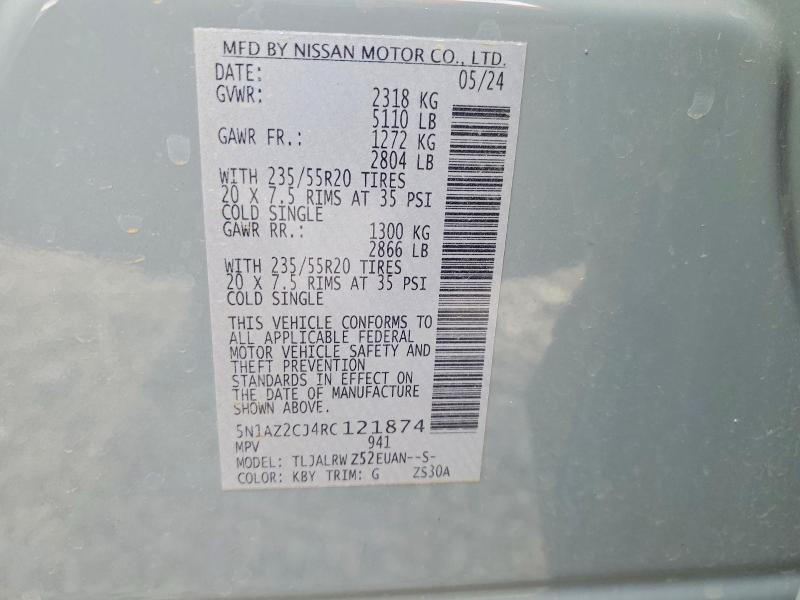 MFD BY NISSAN MOTOR CO., LTD.
DATE: 05/24
GVWR: 2318 KG
5110 LB
GAWR FR.: 1272 KG
2804 LB
WITH 235/55R20 TIRES
20 X 7.5 RIMS AT 35 PSI
COLD SINGLE
GAWR RR.: 1300 KG
2866 LB
WITH 235/55R20 TIRES
20 X 7.5 RIMS AT 35 PSI
COLD SINGLE
THIS VEHICLE CONFORMS TO
ALL APPLICABLE FEDERAL
MOTOR VEHICLE SAFETY AND
THEFT PREVENTION
STANDARDS IN EFFECT ON
THE DATE OF MANUFACTURE
SHOWN ABOVE.
5N1AZ2CJ4RC121874
MPV 941
MODEL: TLJALRW Z52EUAN--S-
COLOR: KBY TRIM: G ZS30A